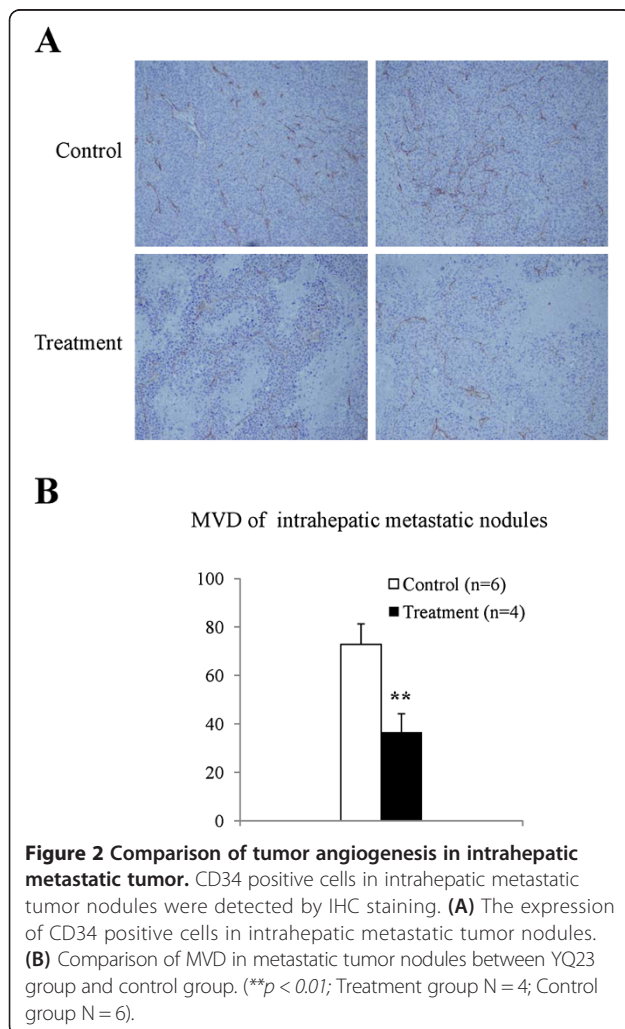 A
Control
Treatment
B
MVD of intrahepatic metastatic nodules
100
80
60
40
20
0
Control (n=6)
Treatment (n=4)
**
Figure 2 Comparison of tumor angiogenesis in intrahepatic
metastatic tumor. CD34 positive cells in intrahepatic metastatic
tumor nodules were detected by IHC staining. (A) The expression
of CD34 positive cells in intrahepatic metastatic tumor nodules.
(B) Comparison of MVD in metastatic tumor nodules between YQ23
group and control group. (**p < 0.01; Treatment group N = 4; Control
group N = 6).